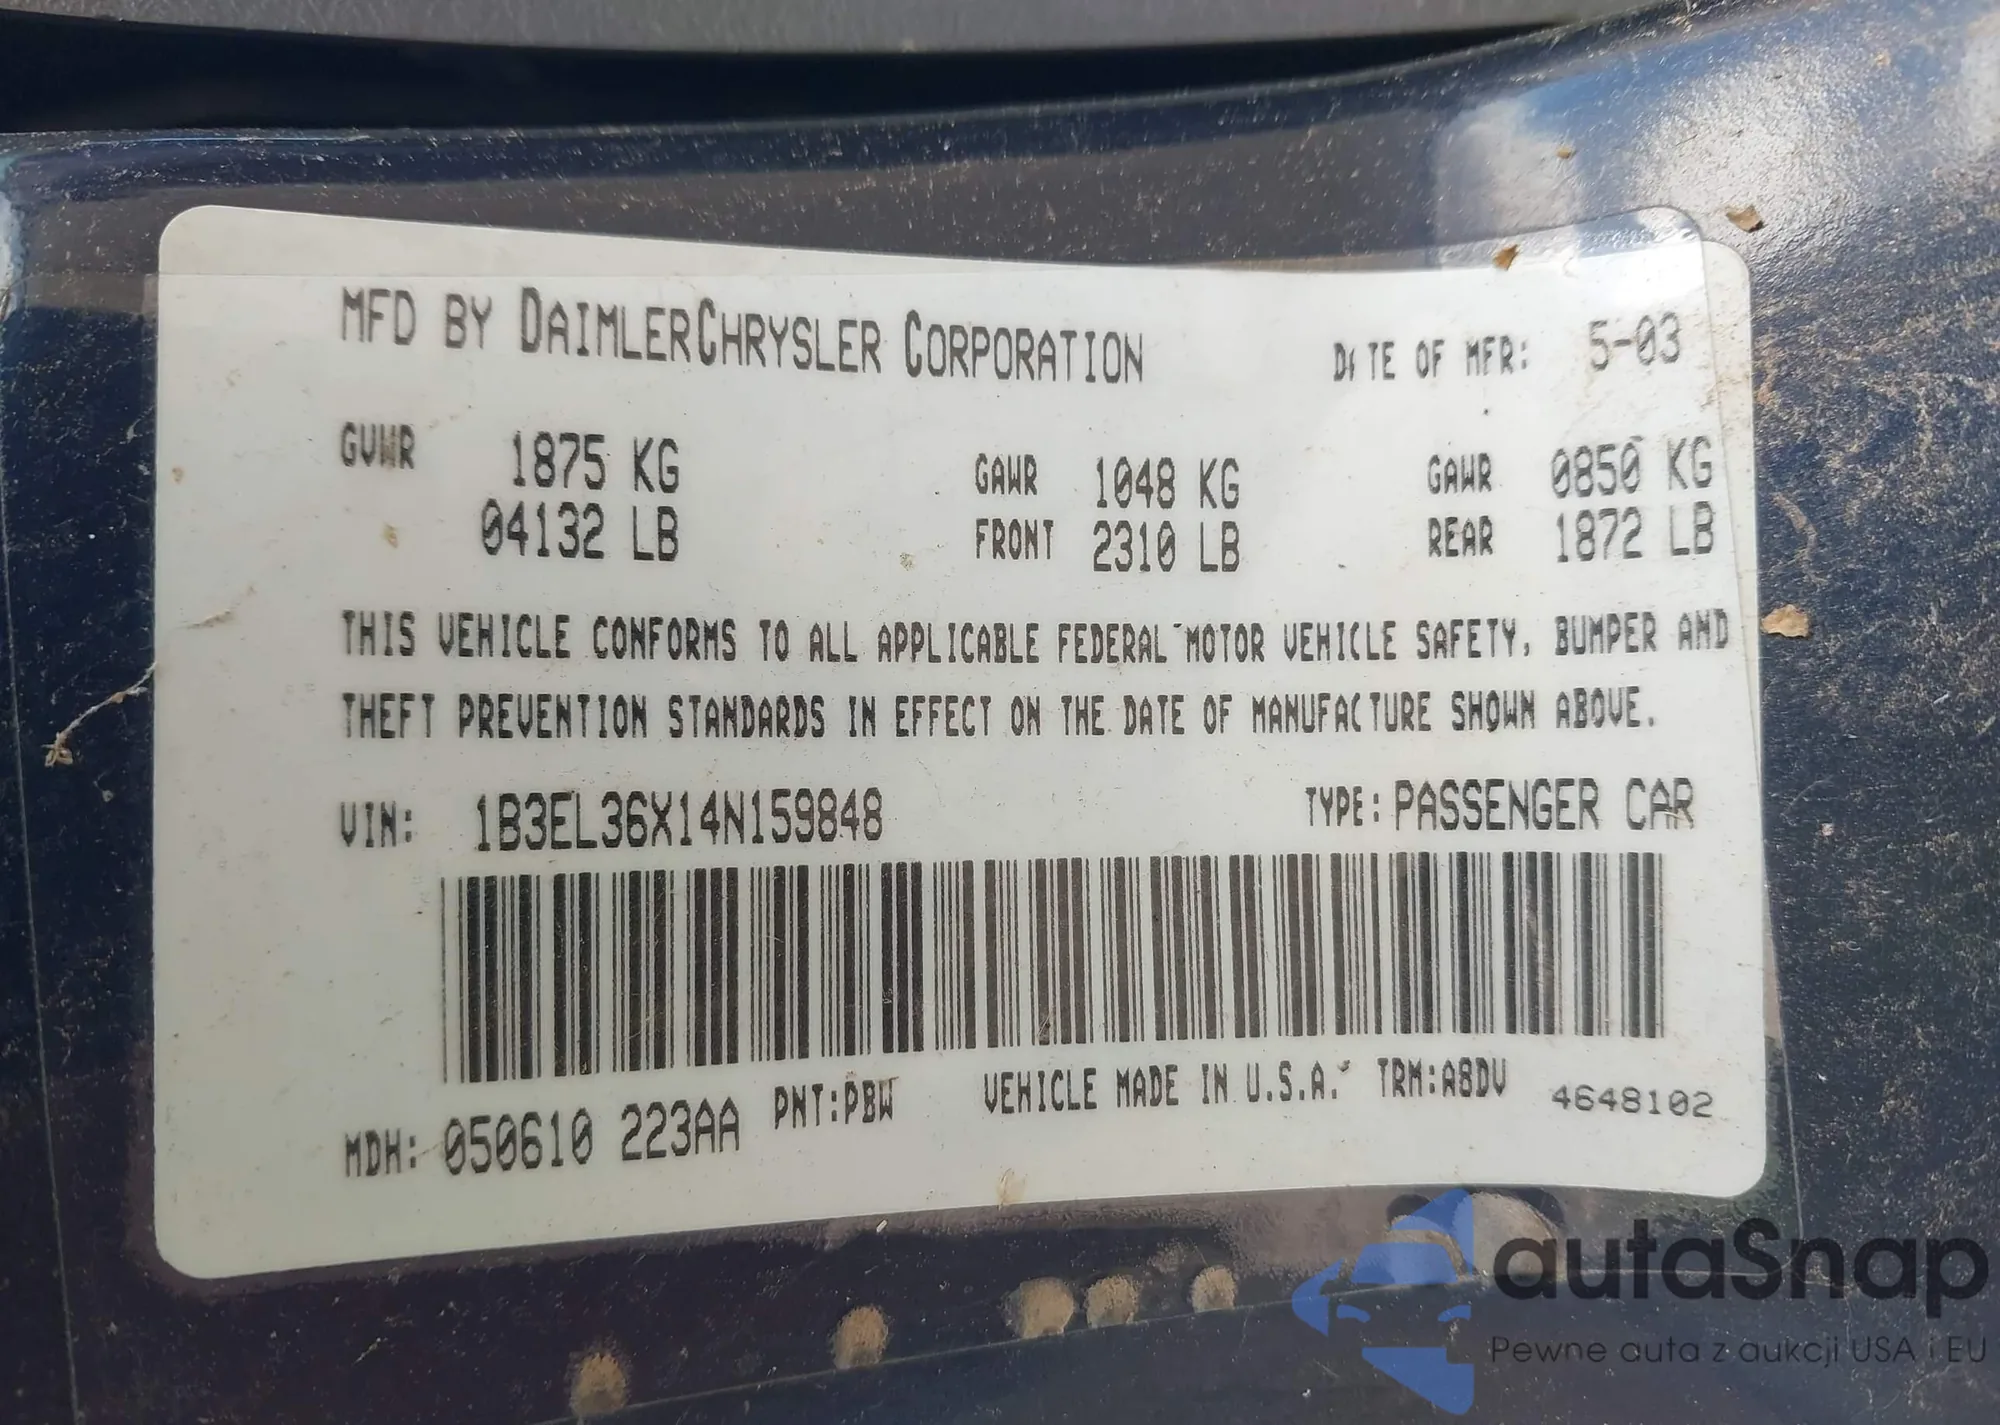 MFD BY DAIMLERCHRYSLER CORPORATION DATE OF MFR: 5-03
GVWR 1875 KG GAWR 1048 KG GAWR 0850 KG
04132 LB FRONT 2310 LB REAR 1872 LB
THIS VEHICLE CONFORMS TO ALL APPLICABLE FEDERAL MOTOR VEHICLE SAFETY, BUMPER AND
THEFT PREVENTION STANDARDS IN EFFECT ON THE DATE OF MANUFACTURE SHOWN ABOVE.
VIN: 1B3EL36X14N159848 TYPE: PASSENGER CAR
MDH: 050610 223AA PNT:PBW VEHICLE MADE IN U.S.A. TRM:A8DV 4648102
autaSnap
Pewne auta z aukcji USA i EU